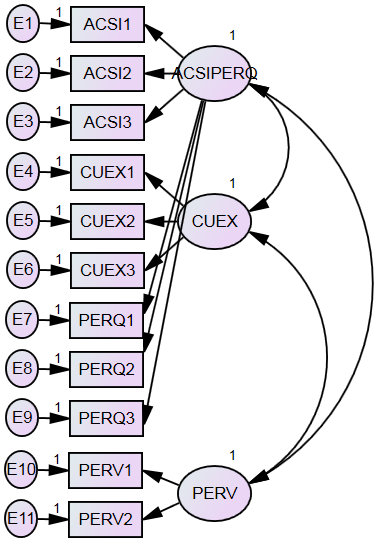 1
E1 1 ACSI1
E2 1 ACSI2 ACSIPERQ
E3 1 ACSI3
E4 1 CUEX1 1
E5 1 CUEX2 CUEX
E6 1 CUEX3
E7 1 PERQ1
E8 1 PERQ2
E9 1 PERQ3
1
E10 1 PERV1
PERV
E11 1 PERV2